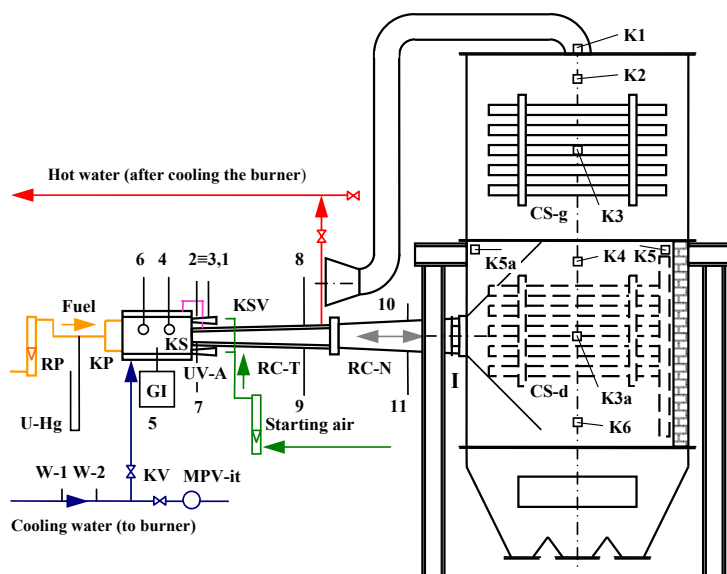 K1
K2
Hot water (after cooling the burner)
CS-g
K3
6
4
2≡3,1
8
K5a
K4
K5
Fuel
KSV
10
KS
RP
KP
UV-A
RC-T
RC-N
I
CS-d
GI
K3a
U-Hg
5
7
9
11
Starting air
K6
W-1
W-2
KV
MPV-it
Cooling water (to burner)